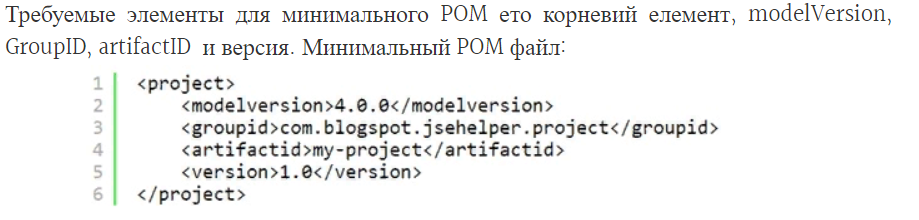 Требуемые элементы для минимального POM ето корневий елемент, modelVersion,
GroupID, artifactID и версия. Минимальный POM файл:
1 <project>
2 <modelversion>4.0.0</modelversion>
3 <groupid>com.blogspot.jsehelper.project</groupid>
4 <artifactid>my-project</artifactid>
5 <version>1.0</version>
6 </project>